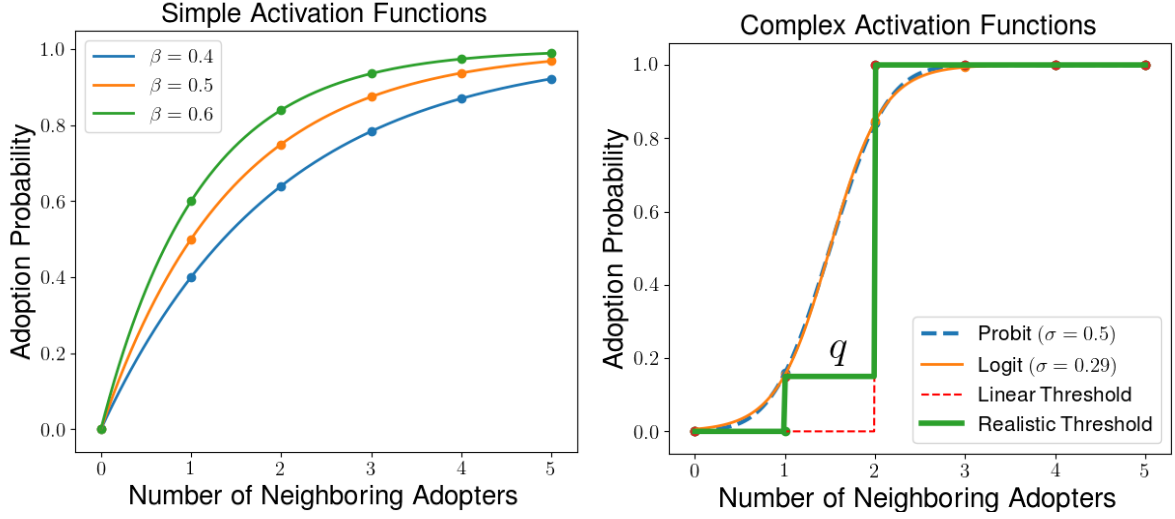 Simple Activation Functions
β = 0.4
β = 0.5
β = 0.6
Adoption Probability
1.0
0.8
0.6
0.4
0.2
0.0
0 1 2 3 4 5
Number of Neighboring Adopters
Complex Activation Functions
Adoption Probability
1.0
0.8
0.6
0.4
0.2
0.0
q
Probit (σ = 0.5)
Logit (σ = 0.29)
Linear Threshold
Realistic Threshold
0 1 2 3 4 5
Number of Neighboring Adopters